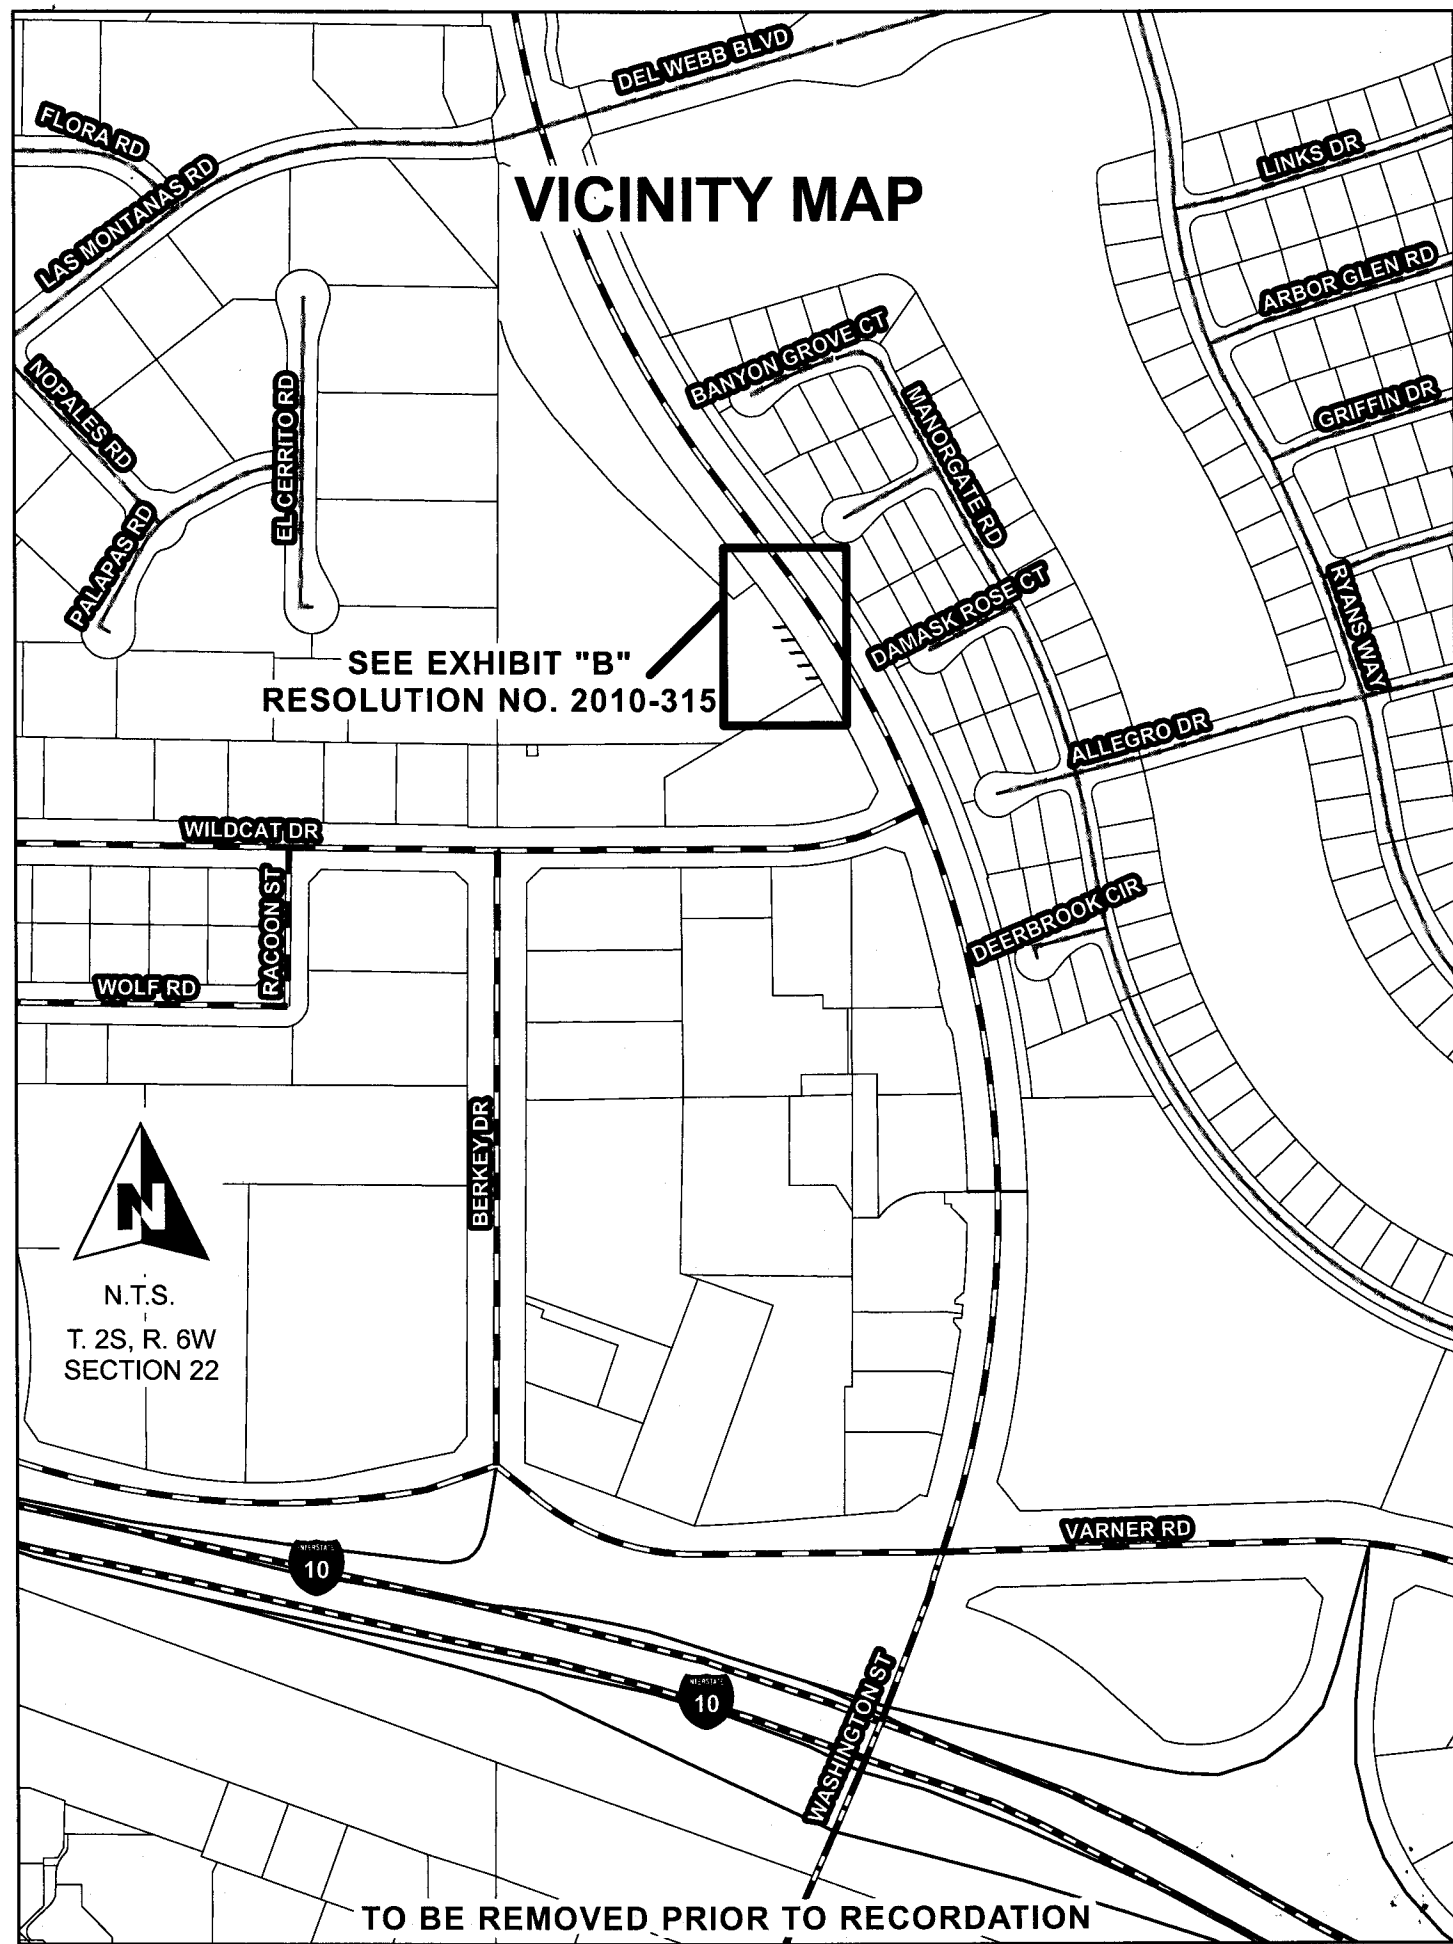 DEL WEBB BLVD
FLORA RD
LAS MONTANAS RD
LINKS DR
VICINITY MAP
ARBOR GLEN RD
BANYON GROVE CT
NOPALES RD
EL CERRITO RD
MANORGATE RD
GRIFFIN DR
PALAPAS RD
DAMASK ROSE CT
RYANS WAY
SEE EXHIBIT "B"
RESOLUTION NO. 2010-315
ALLEGRO DR
WILDCAT DR
RACOON ST
DEERBROOK CIR
WOLF RD
BERKEY DR
N
N.T.S.
T. 2S, R. 6W
SECTION 22
VARNER RD
INTERSTATE
10
INTERSTATE
10
WASHINGTON ST
TO BE REMOVED PRIOR TO RECORDATION